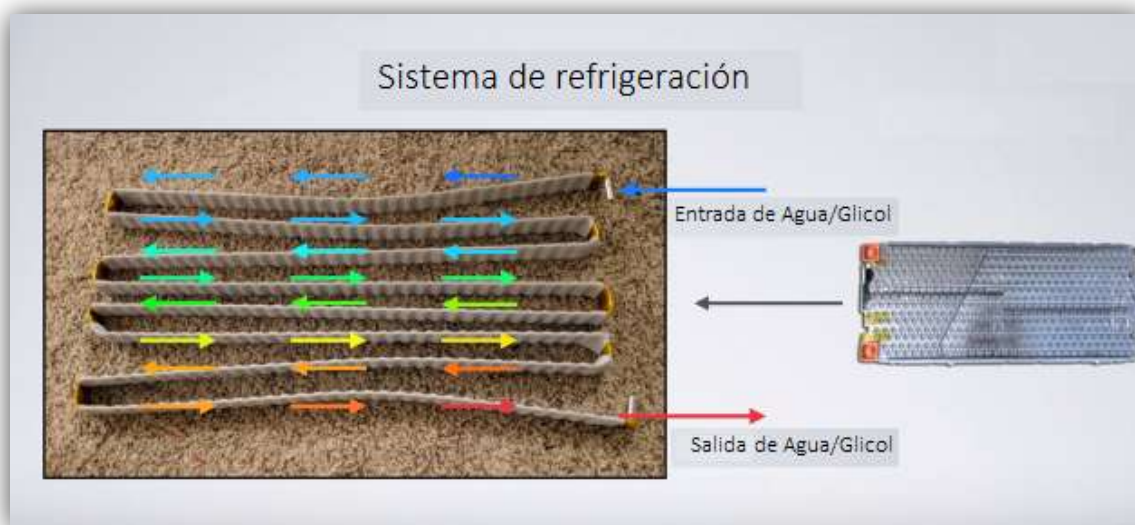 Sistema de refrigeración
Entrada de Agua/Glicol
Salida de Agua/Glicol